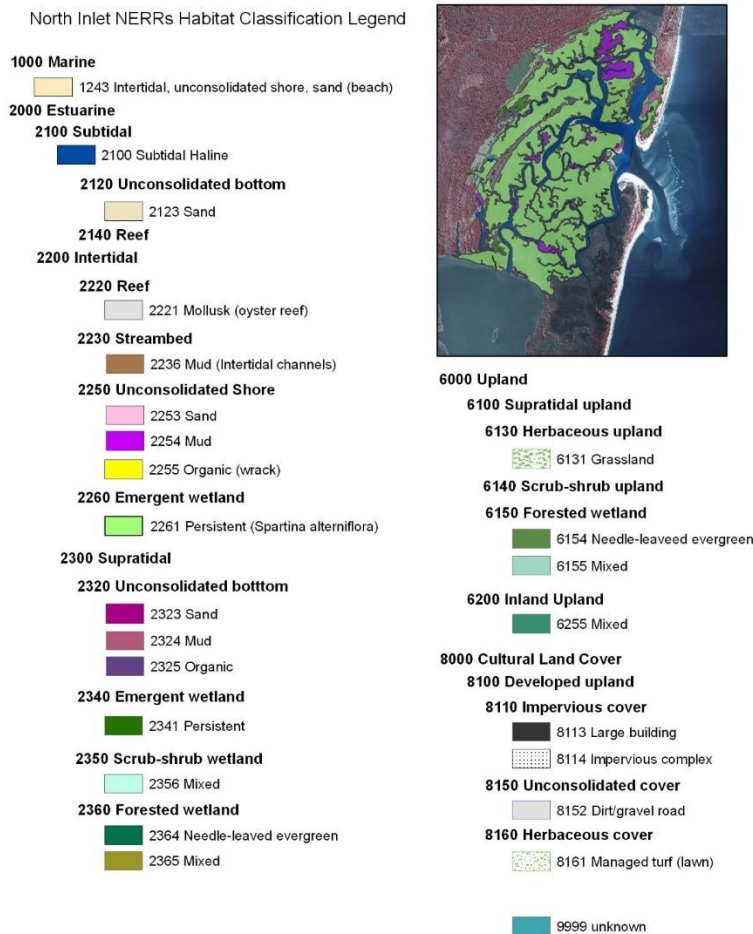 North Inlet NERRs Habitat Classification Legend
1000 Marine
1243 Intertidal, unconsolidated shore, sand (beach)
2000 Estuarine
2100 Subtidal
2100 Subtidal Haline
2120 Unconsolidated bottom
2123 Sand
2140 Reef
2200 Intertidal
2220 Reef
2221 Mollusk (oyster reef)
2230 Streambed
2236 Mud (Intertidal channels)
2250 Unconsolidated Shore
2253 Sand
2254 Mud
2255 Organic (wrack)
2260 Emergent wetland
2261 Persistent (Spartina alterniflora)
2300 Supratidal
2320 Unconsolidated botttom
2323 Sand
2324 Mud
2325 Organic
2340 Emergent wetland
2341 Persistent
2350 Scrub-shrub wetland
2356 Mixed
2360 Forested wetland
2364 Needle-leaved evergreen
2365 Mixed
6000 Upland
6100 Supratidal upland
6130 Herbaceous upland
6131 Grassland
6140 Scrub-shrub upland
6150 Forested wetland
6154 Needle-leaveed evergreen
6155 Mixed
6200 Inland Upland
6255 Mixed
8000 Cultural Land Cover
8100 Developed upland
8110 Impervious cover
8113 Large building
8114 Impervious complex
8150 Unconsolidated cover
8152 Dirt/gravel road
8160 Herbaceous cover
8161 Managed turf (lawn)
9999 unknown